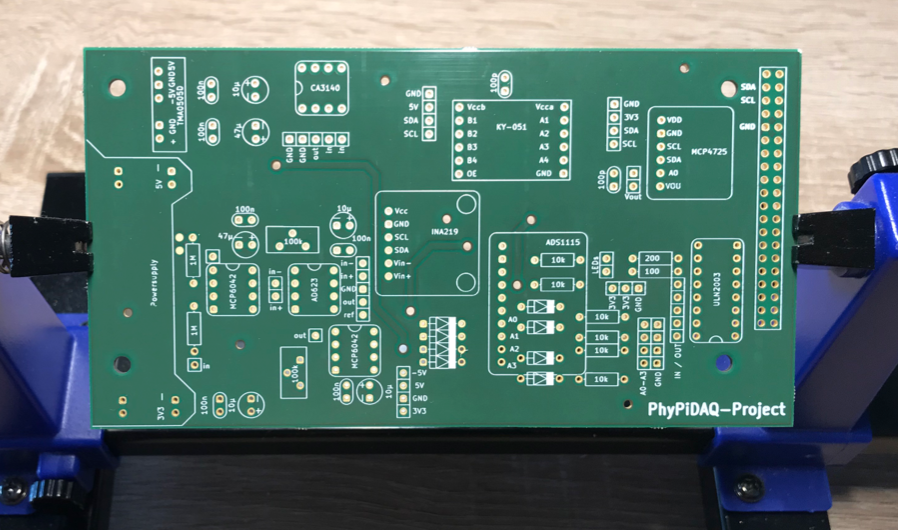 GND5V
-5V
TMA0505D
GND
+
100n
10µ
CA3140
100n
47µ
GND
GND
out
in
in
GND
5V
SDA
SCL
100p
Vccb
B1
B2
B3
B4
OE
KY-051
Vcca
A1
A2
A3
A4
GND
GND
3V3
SDA
SCL
VDD
GND
SCL
SDA
A0
VOU
MCP4725
SDA
SCL
GND
100p
Vout
5V
Powersupply
3V3
1M
1M
in
100n
47µ
100k
10µ
100n
MCP6042
in-
in+
AD623
in-
in+
GND
out
ref
Vcc
GND
SCL
SDA
Vin-
Vin+
INA219
out
100k
MCP6042
100n
10µ
-5V
5V
GND
3V3
100n
10µ
ADS1115
10k
10k
A0
A1
A2
A3
10k
10k
10k
10k
LEDs
200
100
3V3
3V3
GND
A0-A3
GND
IN / OUT
ULN2003
PhyPiDAQ-Project